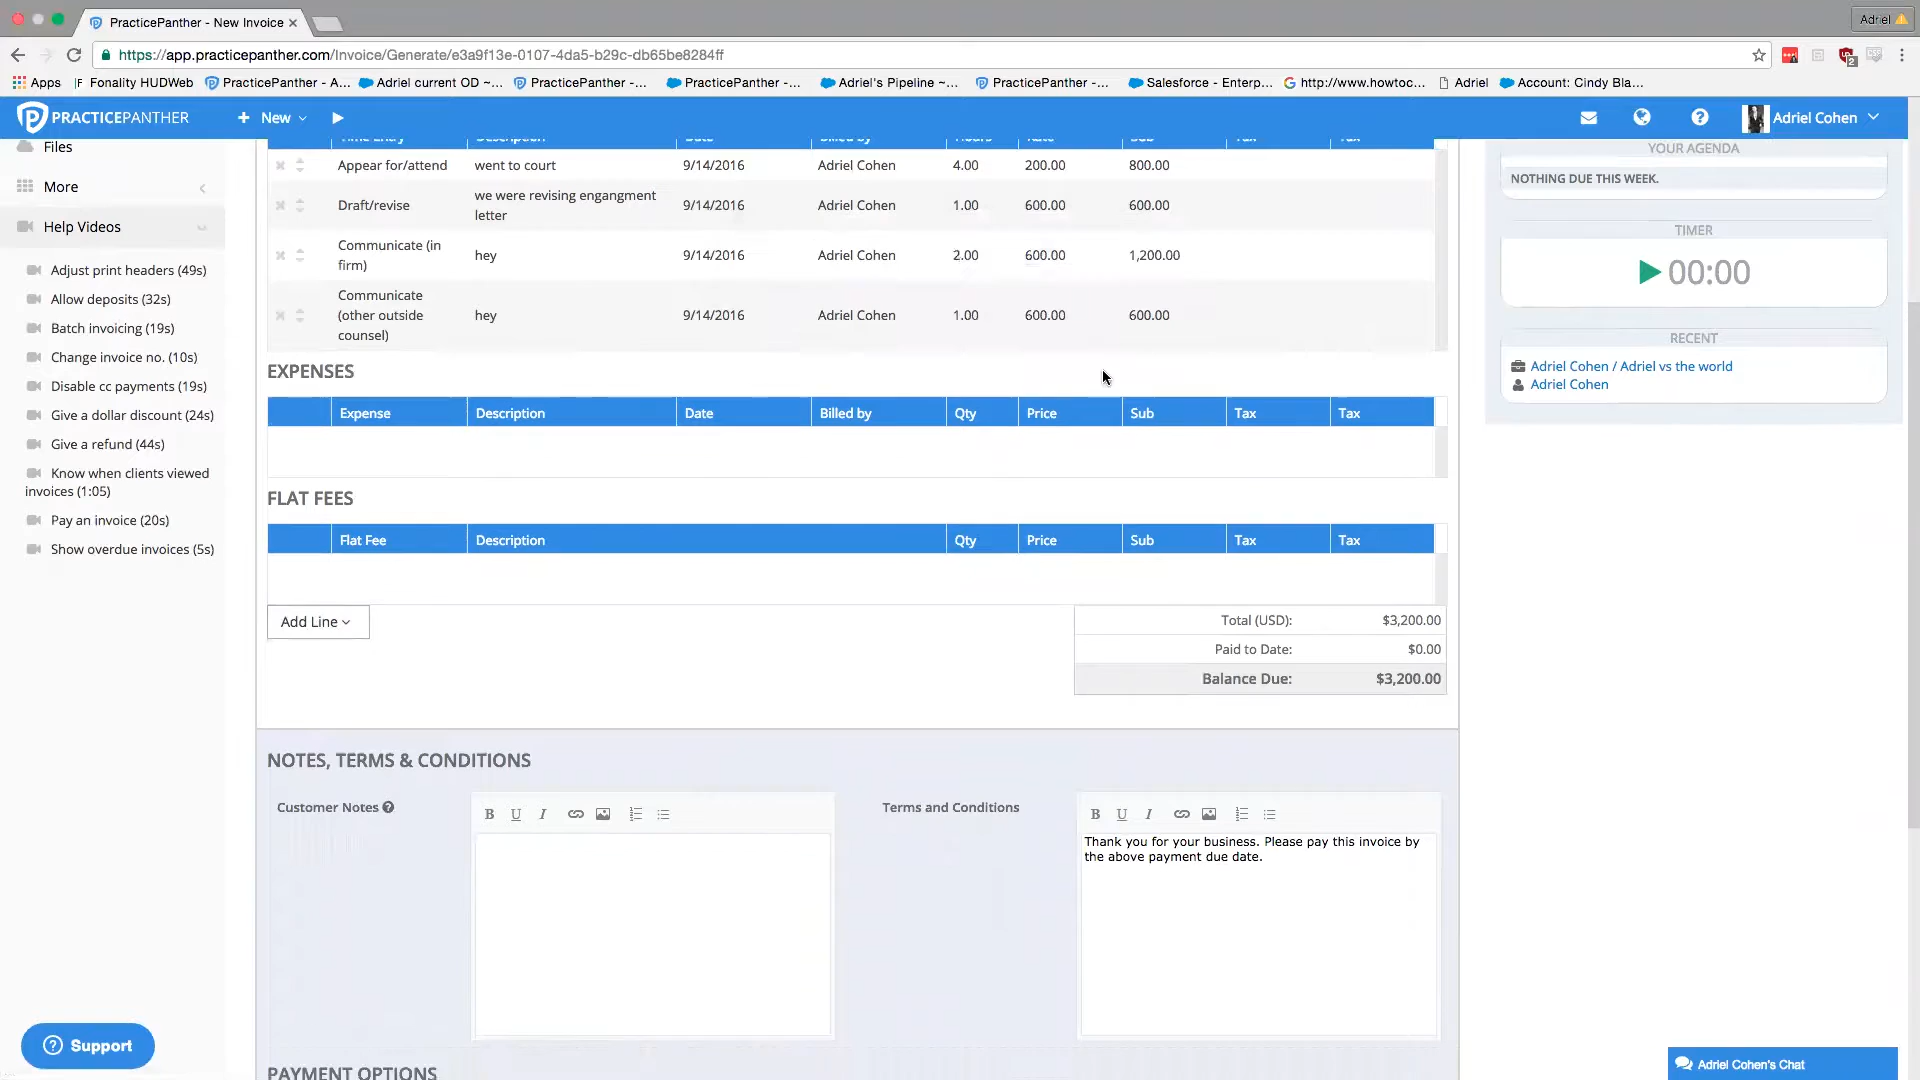 PracticePanther - New Invoice
Adriel
https://app.practicepanther.com/Invoice/Generate/e3a9f13e-0107-4da5-b29c-db65be8284ff
Apps
Fonality HUDWeb
PracticePanther - A...
Adriel current OD ~...
PracticePanther -...
PracticePanther -...
Adriel's Pipeline ~...
PracticePanther -...
Salesforce - Enterp...
http://www.howtoc...
Adriel
Account: Cindy Bla...
PRACTICEPANTHER
New
Adriel Cohen
Files
More
Help Videos
Adjust print headers (49s)
Allow deposits (32s)
Batch invoicing (19s)
Change invoice no. (10s)
Disable cc payments (19s)
Give a dollar discount (24s)
Give a refund (44s)
Know when clients viewed
invoices (1:05)
Pay an invoice (20s)
Show overdue invoices (5s)
Support
Appear for/attend went to court 9/14/2016 Adriel Cohen 4.00 200.00 800.00
Draft/revise we were revising engangment
letter 9/14/2016 Adriel Cohen 1.00 600.00 600.00
Communicate (in
firm) hey 9/14/2016 Adriel Cohen 2.00 600.00 1,200.00
Communicate
(other outside
counsel) hey 9/14/2016 Adriel Cohen 1.00 600.00 600.00
EXPENSES
Expense Description Date Billed by Qty Price Sub Tax Tax
FLAT FEES
Flat Fee Description Qty Price Sub Tax Tax
Add Line
Total (USD): $3,200.00
Paid to Date: $0.00
Balance Due: $3,200.00
NOTES, TERMS & CONDITIONS
Customer Notes
B U I
Terms and Conditions
B U I
Thank you for your business. Please pay this invoice by
the above payment due date.
PAYMENT OPTIONS
YOUR AGENDA
NOTHING DUE THIS WEEK.
TIMER
00:00
RECENT
Adriel Cohen / Adriel vs the world
Adriel Cohen
Adriel Cohen's Chat